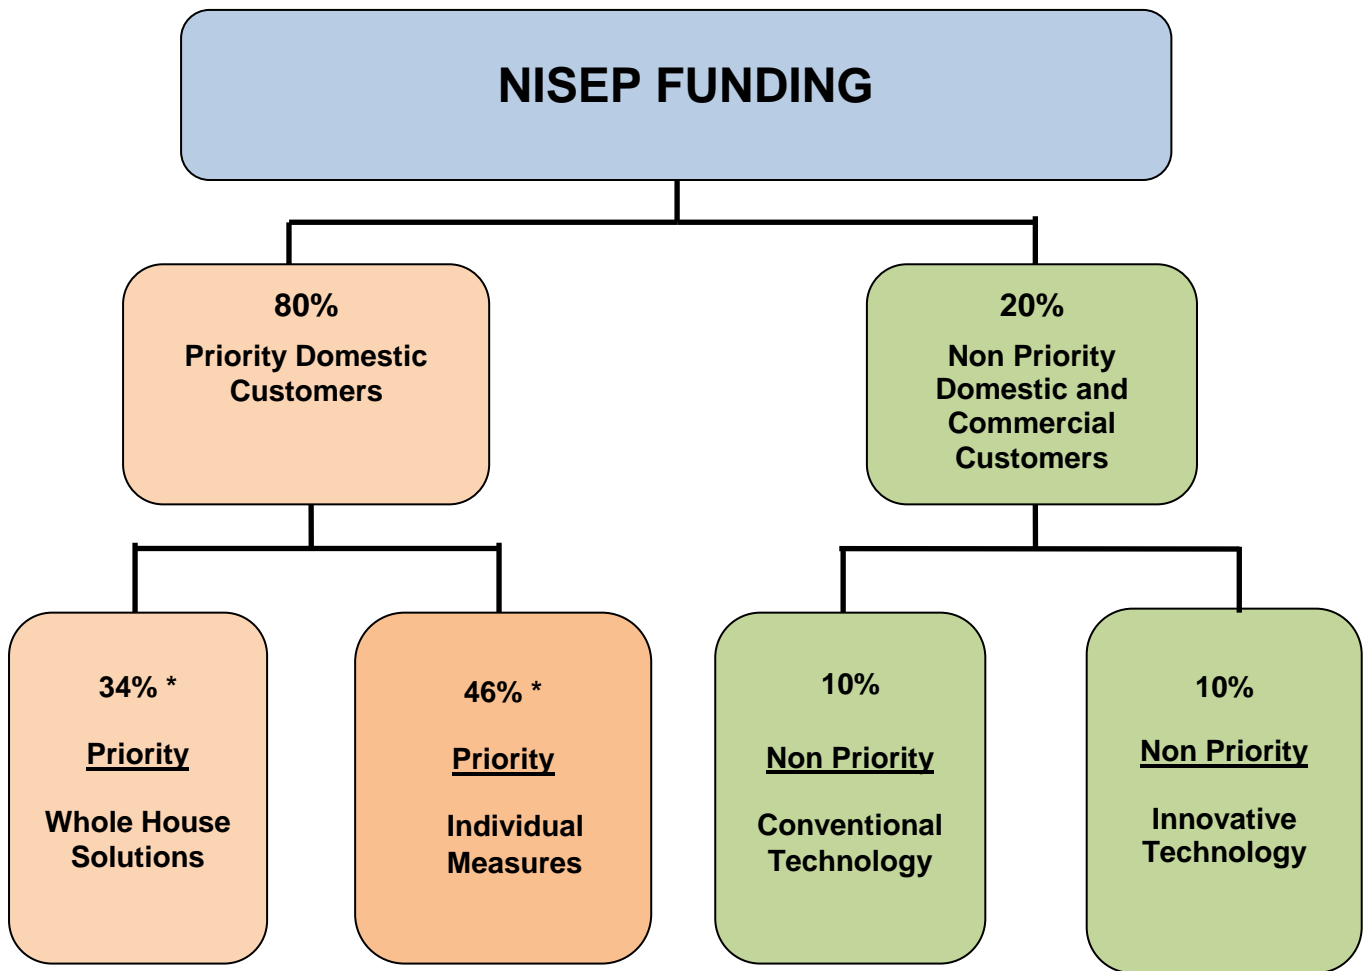 NISEP FUNDING
80%
Priority Domestic
Customers
20%
Non Priority
Domestic and
Commercial
Customers
34% *
Priority
Whole House
Solutions
46% *
Priority
Individual
Measures
10%
Non Priority
Conventional
Technology
10%
Non Priority
Innovative
Technology